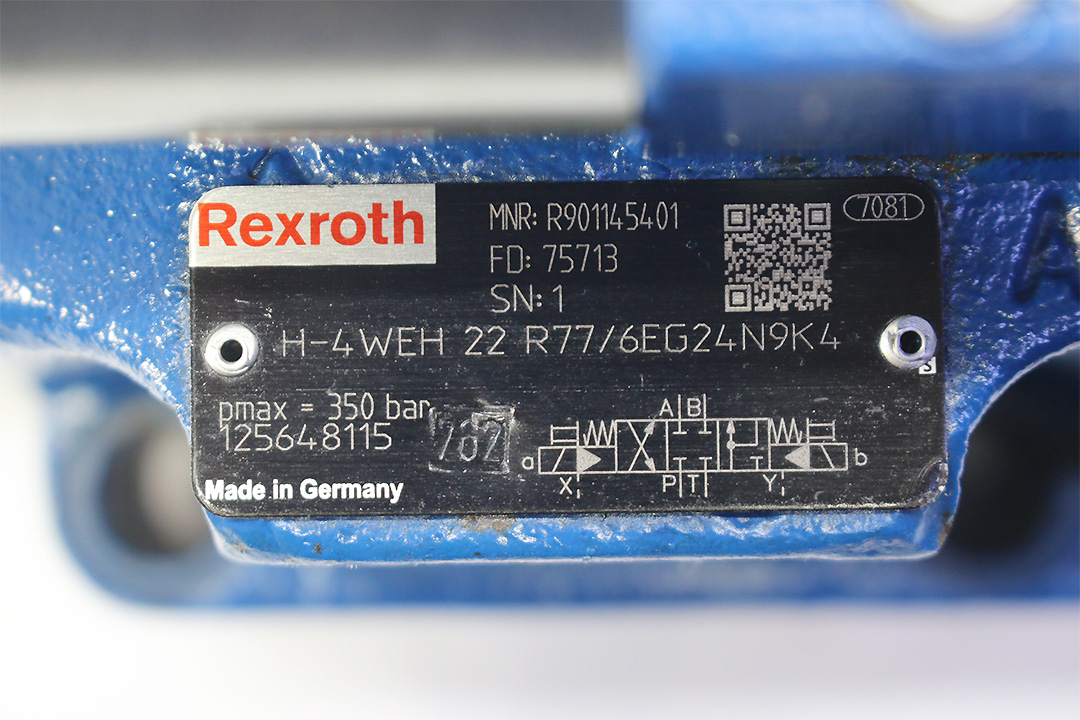 Rexroth
MNR: R901145401
FD: 75713
SN: 1
7081
H-4WEH 22 R77/6EG24N9K4
S
pmax = 350 bar
125648115
782
Made in Germany
A B
a
b
X
P T
Y
A